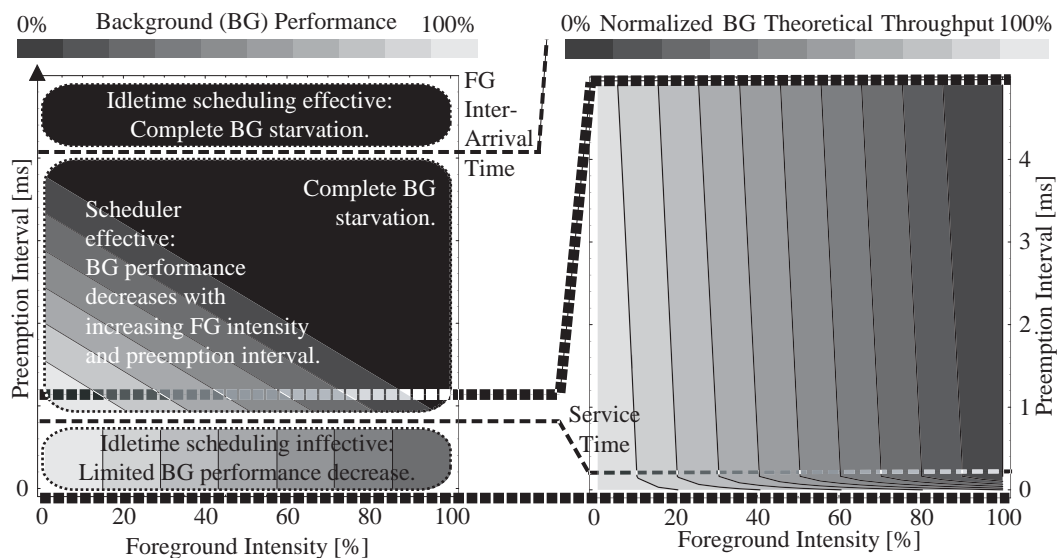 0%
Background (BG) Performance
100%
0% Normalized BG Theoretical Throughput 100%
Idletime scheduling effective:
Complete BG starvation.
FG
Inter-
Arrival
Time
Complete BG
starvation.
Scheduler
effective:
BG performance
decreases with
increasing FG intensity
and preemption interval.
Service
Time
Idletime scheduling inffective:
Limited BG performance decrease.
Preemption Interval [ms]
0
0 20 40 60 80 100
Foreground Intensity [%]
4
3
2
1
0
Preemption Interval [ms]
0 20 40 60 80 100
Foreground Intensity [%]